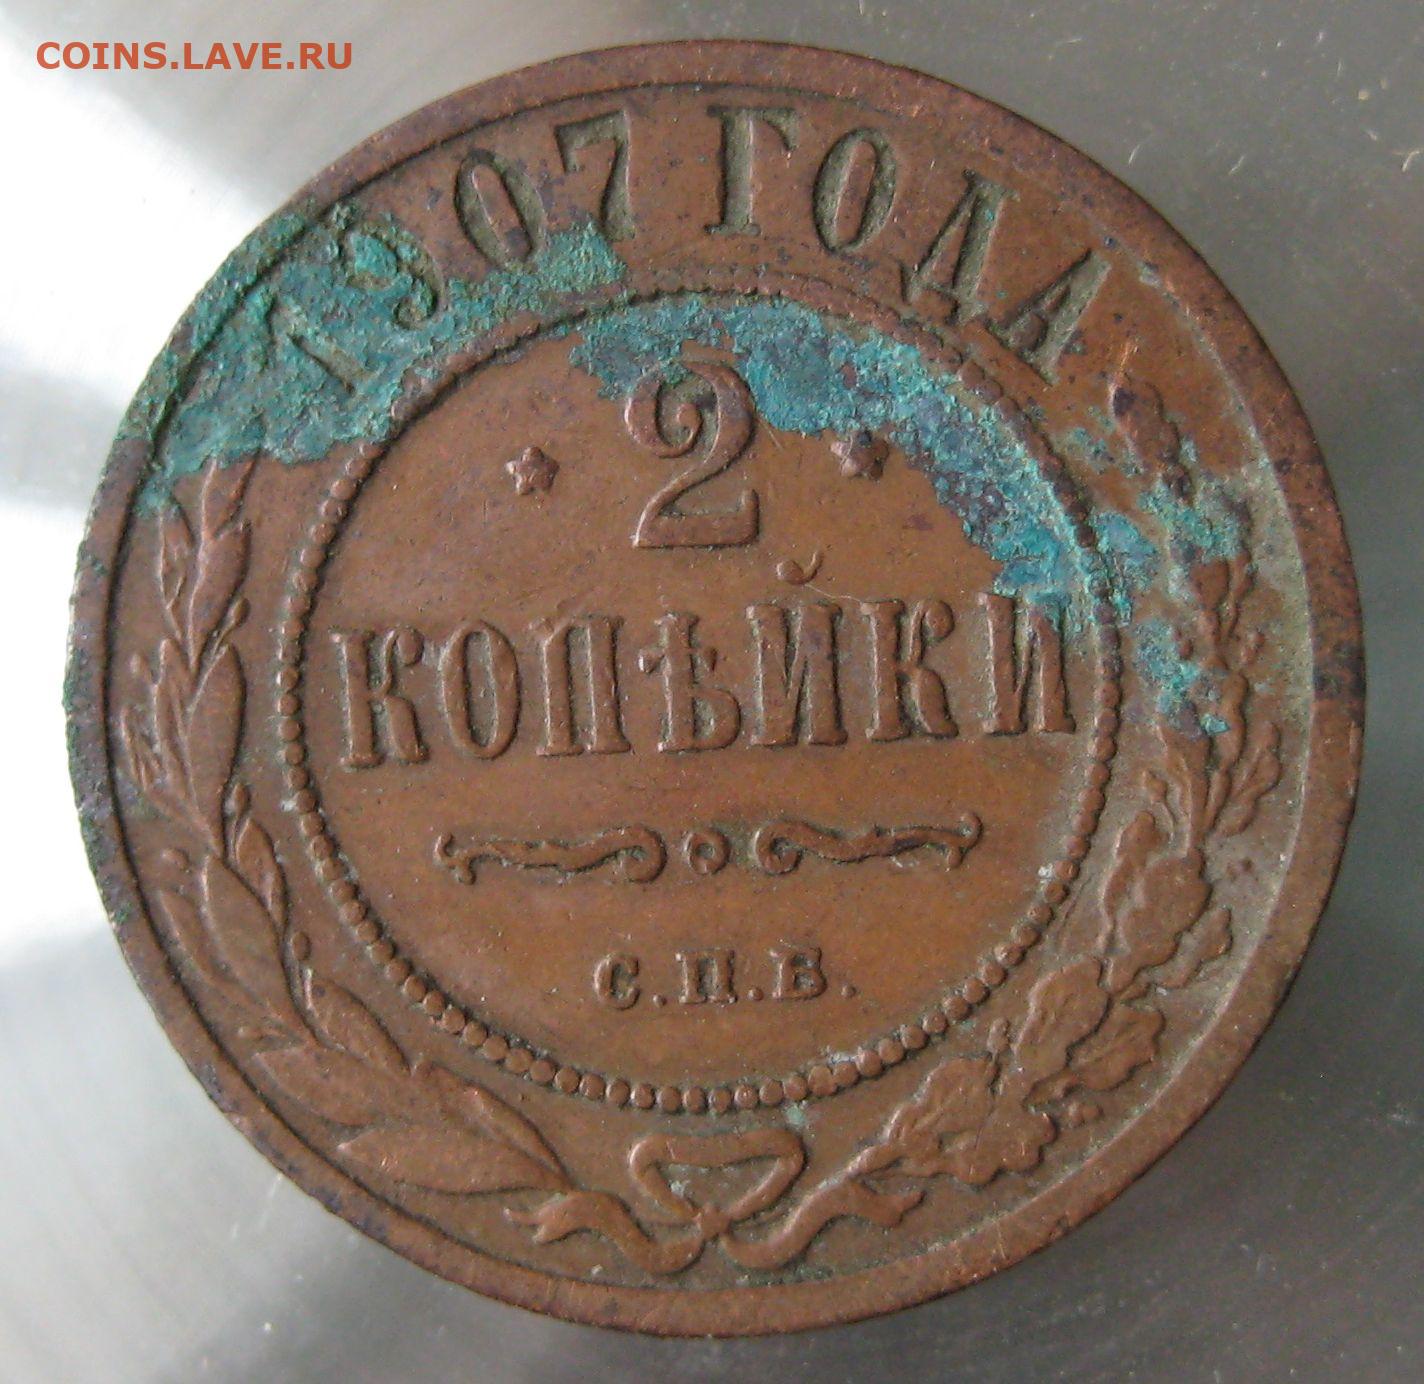 COINS.LAVE.RU
1907 ГОДА
2
КОПѢЙКИ
С.П.Б.